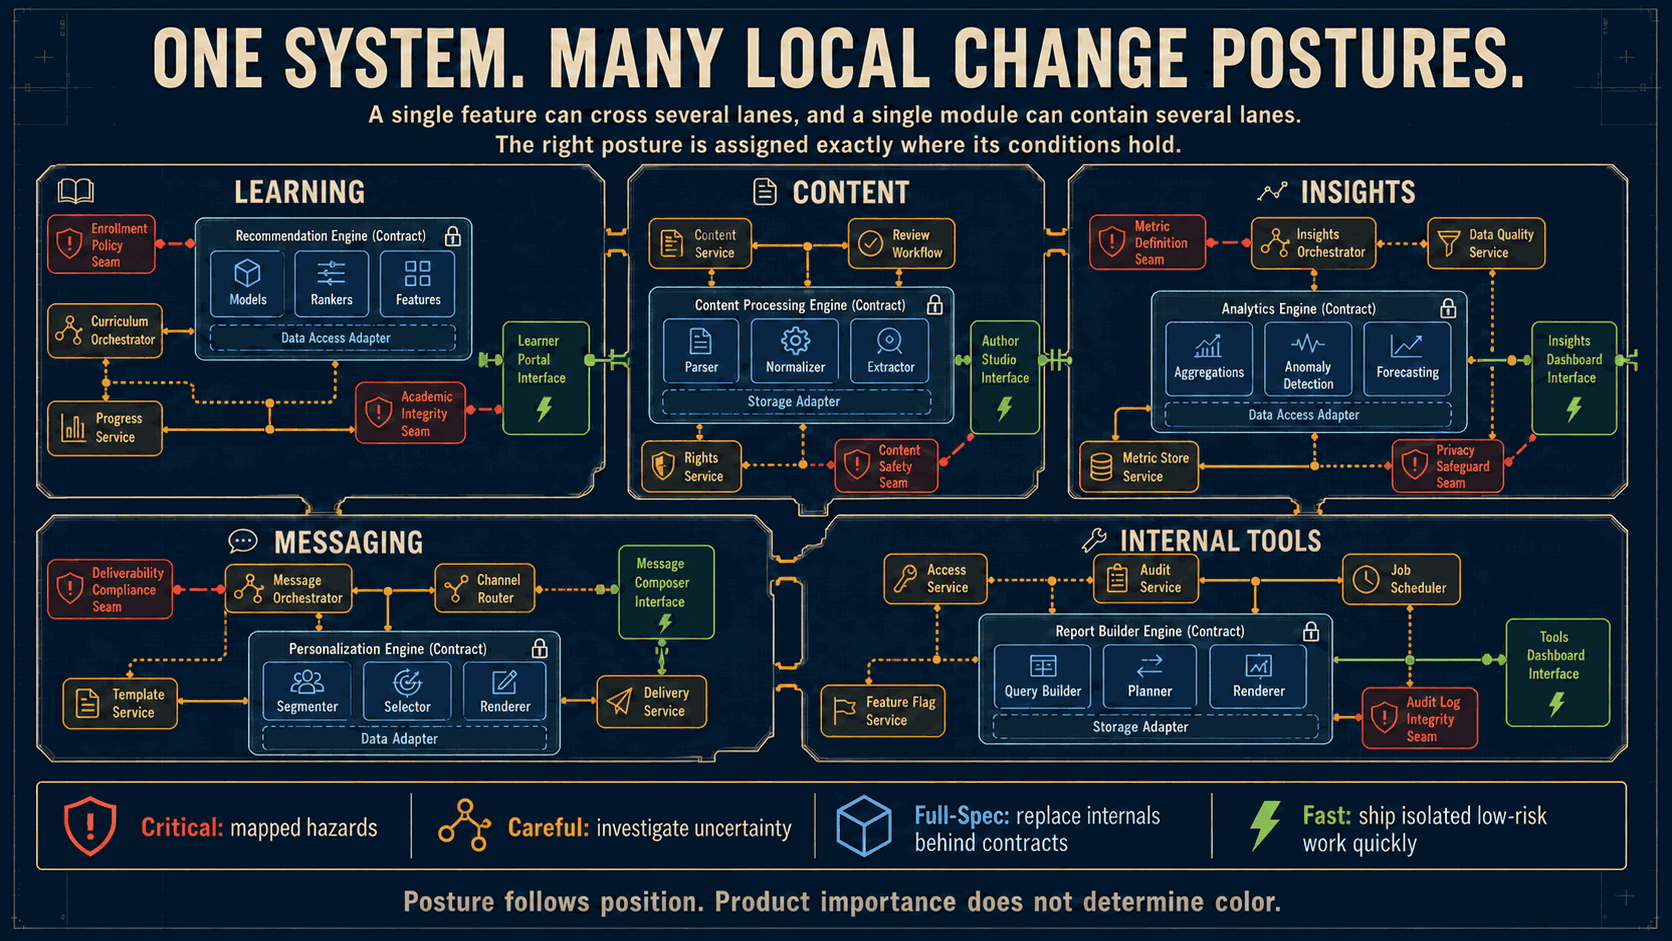 ONE SYSTEM. MANY LOCAL CHANGE POSTURES.
A single feature can cross several lanes, and a single module can contain several lanes.
The right posture is assigned exactly where its conditions hold.
LEARNING
Enrollment
Policy
Seam
Recommendation Engine (Contract)
Models
Rankers
Features
Data Access Adapter
Curriculum
Orchestrator
Progress
Service
Academic
Integrity
Seam
Learner
Portal
Interface
CONTENT
Content
Service
Review
Workflow
Content Processing Engine (Contract)
Parser
Normalizer
Extractor
Storage Adapter
Rights
Service
Content
Safety
Seam
Author
Studio
Interface
INSIGHTS
Metric
Definition
Seam
Insights
Orchestrator
Data Quality
Service
Analytics Engine (Contract)
Aggregations
Anomaly
Detection
Forecasting
Data Access Adapter
Metric Store
Service
Privacy
Safeguard
Seam
Insights
Dashboard
Interface
MESSAGING
Deliverability
Compliance
Seam
Message
Orchestrator
Channel
Router
Message
Composer
Interface
Personalization Engine (Contract)
Segmenter
Selector
Renderer
Data Adapter
Template
Service
Delivery
Service
INTERNAL TOOLS
Access
Service
Audit
Service
Job
Scheduler
Report Builder Engine (Contract)
Query Builder
Planner
Renderer
Storage Adapter
Feature Flag
Service
Audit Log
Integrity
Seam
Tools
Dashboard
Interface
Critical: mapped hazards
Careful: investigate uncertainty
Full-Spec: replace internals
behind contracts
Fast: ship isolated low-risk
work quickly
Posture follows position. Product importance does not determine color.